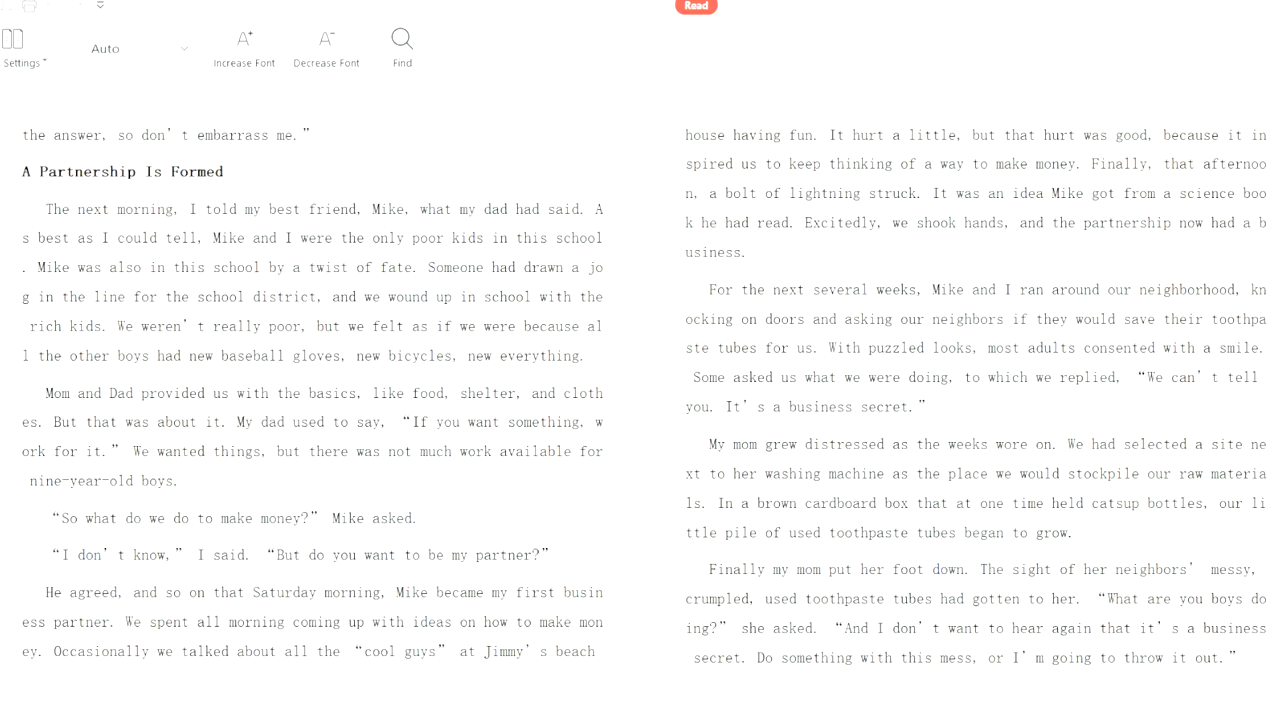 Read
Settings
Auto
A+
Increase Font
A-
Decrease Font
Find
the answer, so don't embarrass me."
A Partnership Is Formed
The next morning, I told my best friend, Mike, what my dad had said. A
s best as I could tell, Mike and I were the only poor kids in this school
. Mike was also in this school by a twist of fate. Someone had drawn a jo
g in the line for the school district, and we wound up in school with the
rich kids. We weren't really poor, but we felt as if we were because al
l the other boys had new baseball gloves, new bicycles, new everything.
Mom and Dad provided us with the basics, like food, shelter, and cloth
es. But that was about it. My dad used to say, "If you want something, w
ork for it." We wanted things, but there was not much work available for
nine-year-old boys.
"So what do we do to make money?" Mike asked.
"I don't know," I said. "But do you want to be my partner?"
He agreed, and so on that Saturday morning, Mike became my first busin
ess partner. We spent all morning coming up with ideas on how to make mon
ey. Occasionally we talked about all the "cool guys" at Jimmy's beach
house having fun. It hurt a little, but that hurt was good, because it in
spired us to keep thinking of a way to make money. Finally, that afternoo
n, a bolt of lightning struck. It was an idea Mike got from a science boo
k he had read. Excitedly, we shook hands, and the partnership now had a b
usiness.
For the next several weeks, Mike and I ran around our neighborhood, kn
ocking on doors and asking our neighbors if they would save their toothpa
ste tubes for us. With puzzled looks, most adults consented with a smile.
Some asked us what we were doing, to which we replied, "We can't tell
you. It's a business secret."
My mom grew distressed as the weeks wore on. We had selected a site ne
xt to her washing machine as the place we would stockpile our raw materia
ls. In a brown cardboard box that at one time held catsup bottles, our li
ttle pile of used toothpaste tubes began to grow.
Finally my mom put her foot down. The sight of her neighbors' messy,
crumpled, used toothpaste tubes had gotten to her. "What are you boys do
ing?" she asked. "And I don't want to hear again that it's a business
secret. Do something with this mess, or I'm going to throw it out."